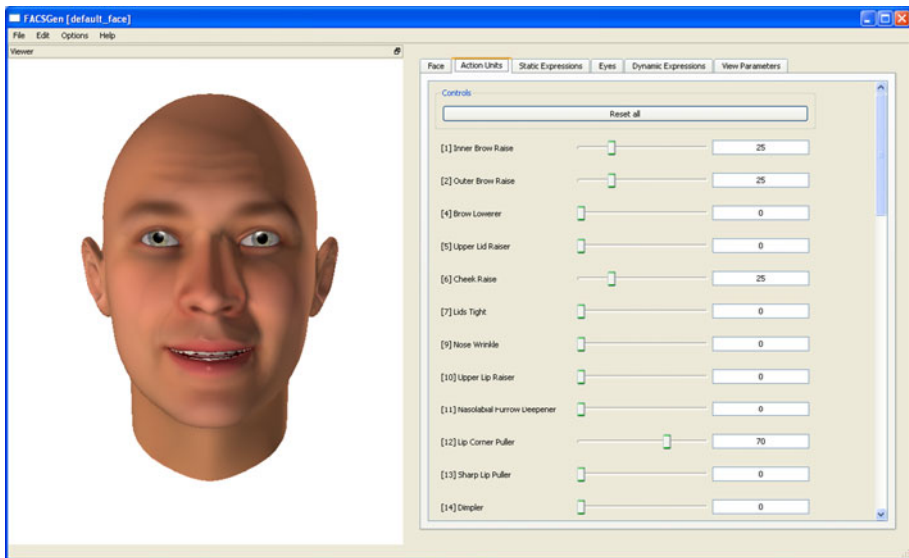 FACSGen [default_face]
File Edit Options Help
Viewer
Face Action Units Static Expressions Eyes Dynamic Expressions View Parameters
Controls
Reset all
[1] Inner Brow Raise 25
[2] Outer Brow Raise 25
[4] Brow Lowerer 0
[5] Upper Lid Raiser 0
[6] Cheek Raise 25
[7] Lids Tight 0
[9] Nose Wrinkle 0
[10] Upper Lip Raiser 0
[11] Nasolabial Furrow Deepener 0
[12] Lip Corner Puller 70
[13] Sharp Lip Puller 0
[14] Dimpler 0